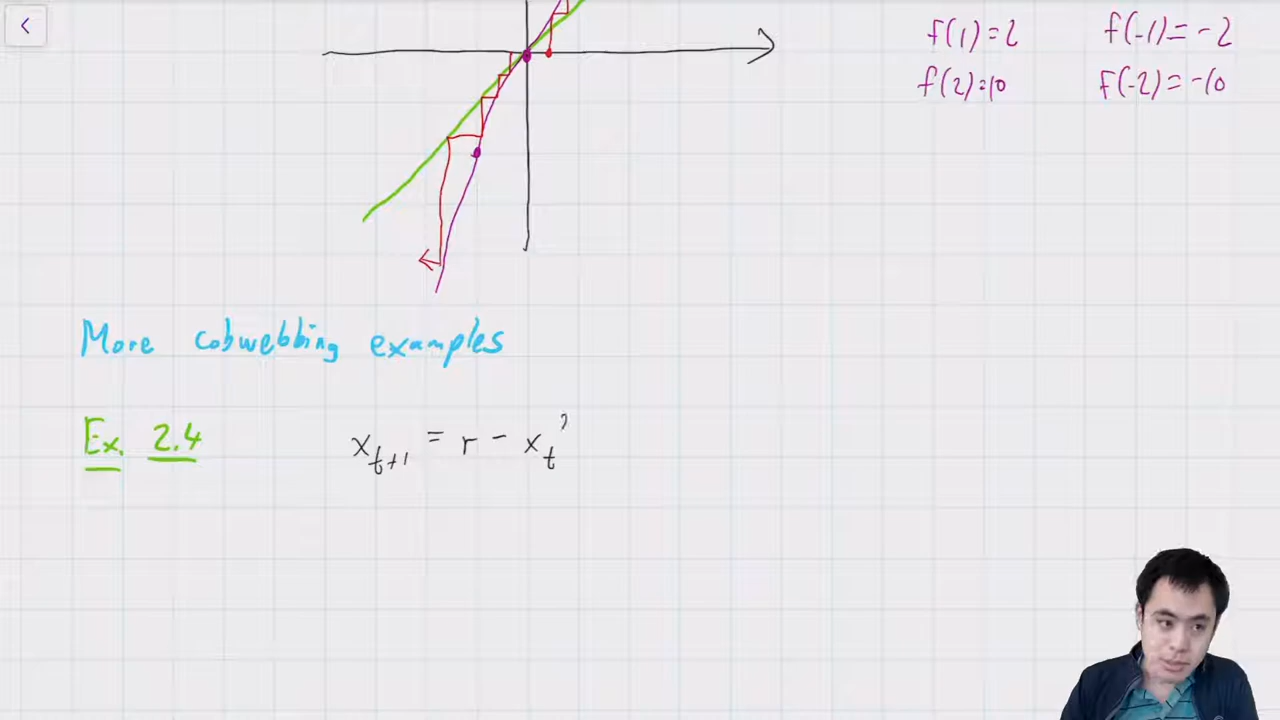 f(1)=2 f(-1)=-2
f(2)=10 f(-2)=-10
More cobwebbing examples
Ex. 2.4 x_{t+1} = r - x_t^2